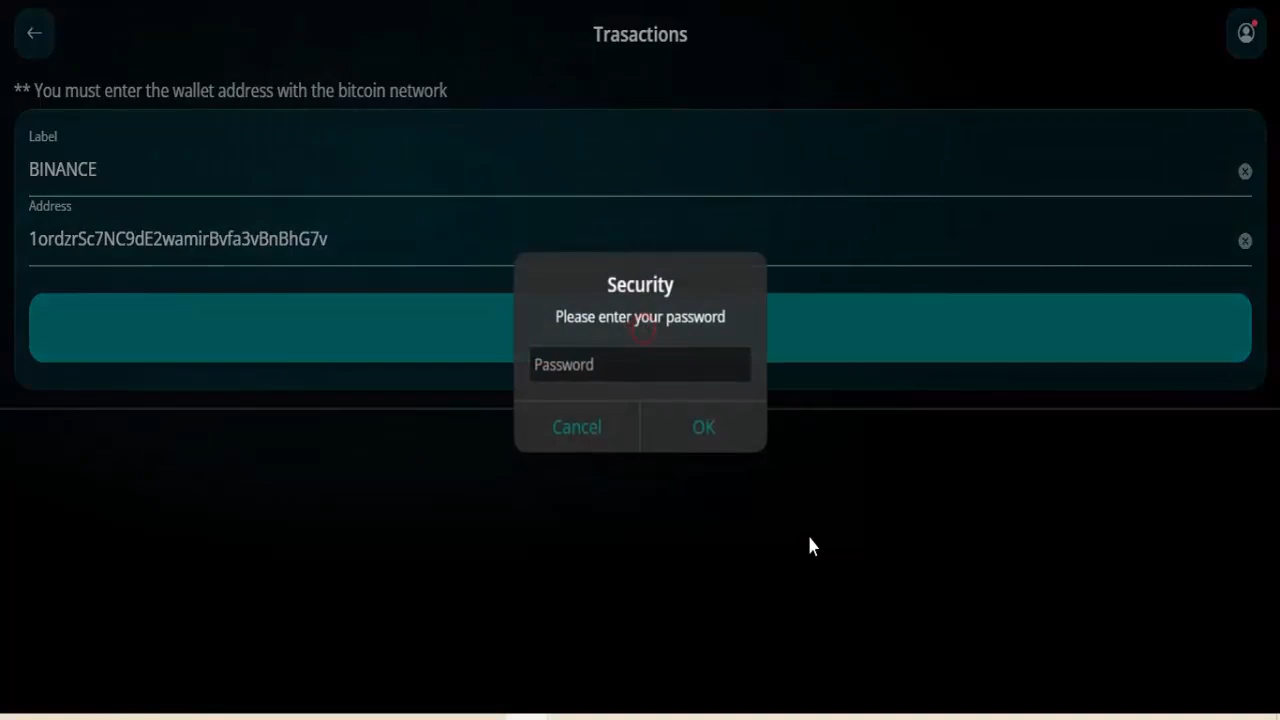 Trasactions
** You must enter the wallet address with the bitcoin network
Label
BINANCE
Address
1ordzrSc7NC9dE2wamirBvfa3vBnBhG7v
Security
Please enter your password
Password
Cancel
OK